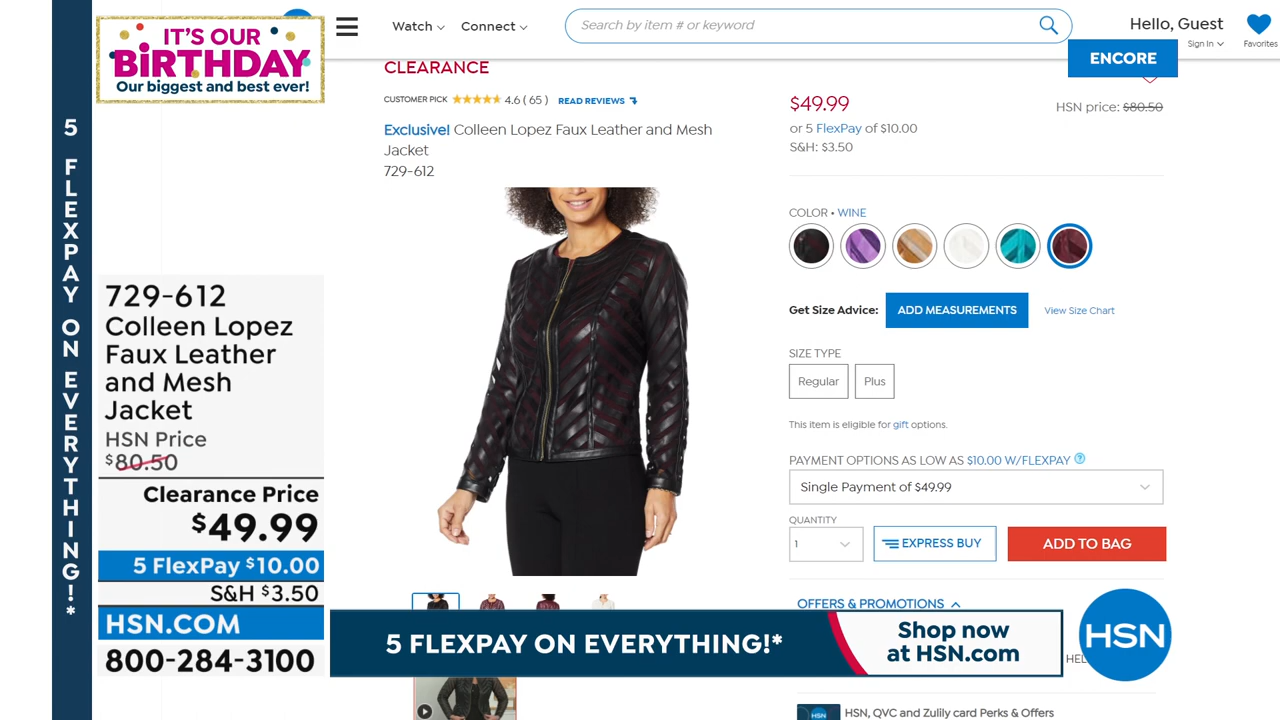 IT'S OUR
BiRTHDAY
Our biggest and best ever!
Watch
Connect
Search by item # or keyword
Hello, Guest
Sign In
Favorites
ENCORE
5 FLEXPAY ON EVERYTHING!*
CLEARANCE
CUSTOMER PICK 4.6 ( 65 ) READ REVIEWS
Exclusive! Colleen Lopez Faux Leather and Mesh
Jacket
729-612
$49.99
HSN price: $80.50
or 5 FlexPay of $10.00
S&H: $3.50
COLOR • WINE
Get Size Advice: ADD MEASUREMENTS View Size Chart
SIZE TYPE
Regular Plus
This item is eligible for gift options.
PAYMENT OPTIONS AS LOW AS $10.00 W/FLEXPAY ?
Single Payment of $49.99
QUANTITY
1
EXPRESS BUY
ADD TO BAG
OFFERS & PROMOTIONS
729-612
Colleen Lopez
Faux Leather
and Mesh
Jacket
HSN Price
$80.50
Clearance Price
$49.99
5 FlexPay $10.00
S&H $3.50
HSN.COM
800-284-3100
5 FLEXPAY ON EVERYTHING!*
Shop now
at HSN.com
HSN
HSN
HSN, QVC and Zulily card Perks & Offers